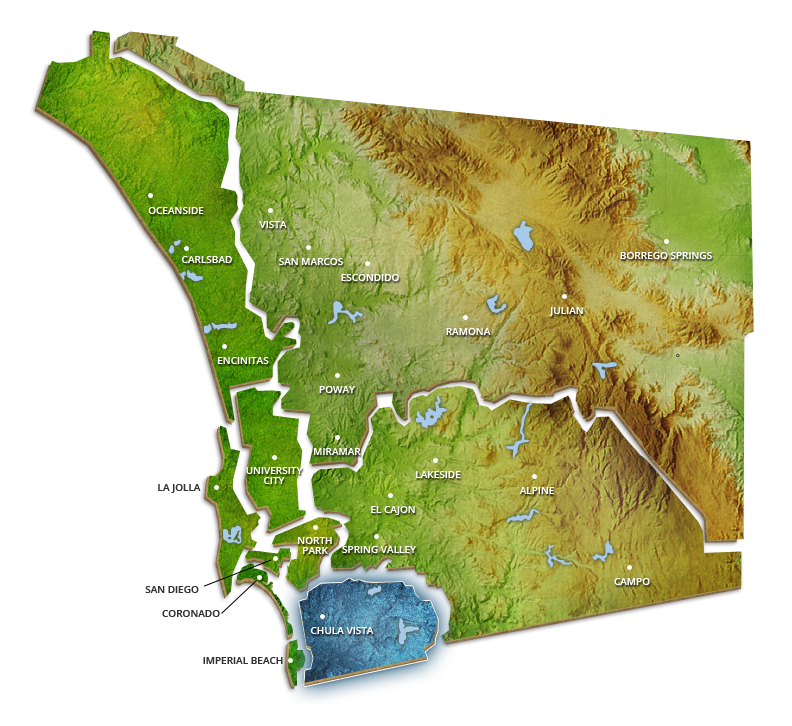 OCEANSIDE
VISTA
CARLSBAD
SAN MARCOS
ESCONDIDO
BORREGO SPRINGS
JULIAN
RAMONA
ENCINITAS
POWAY
MIRAMAR
UNIVERSITY
CITY
LAKESIDE
LA JOLLA
ALPINE
EL CAJON
NORTH
PARK
SPRING VALLEY
CAMPO
SAN DIEGO
CORONADO
CHULA VISTA
IMPERIAL BEACH